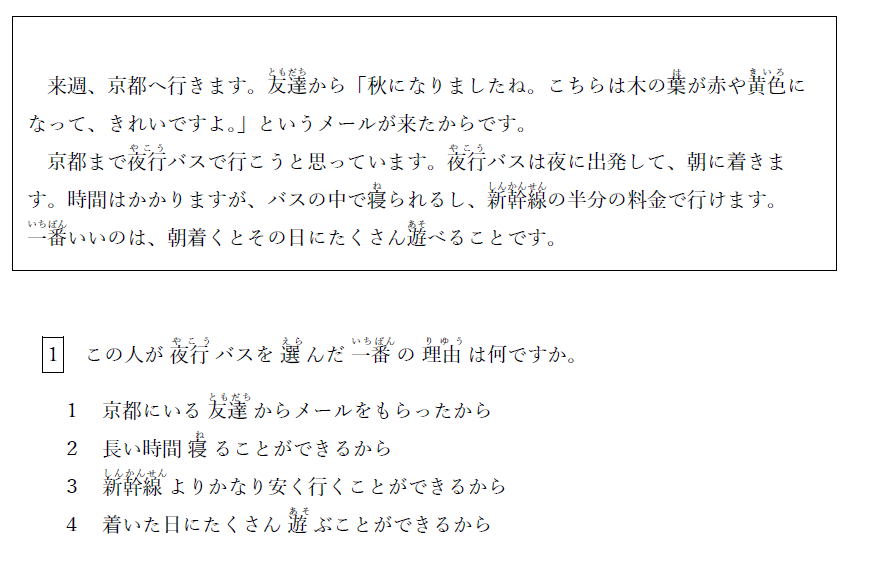 来週、京都へ行きます。友達から「秋になりましたね。こちらは木の葉が赤や黄色に
なって、きれいですよ。」というメールが来たからです。
京都まで夜行バスで行こうと思っています。夜行バスは夜に出発して、朝に着きま
す。時間はかかりますが、バスの中で寝られるし、新幹線の半分の料金で行けます。
一番いいのは、朝着くとその日にたくさん遊べることです。
1 この人が夜行バスを選んだ一番の理由は何ですか。
1 京都にいる友達からメールをもらったから
2 長い時間寝ることができるから
3 新幹線よりかなり安く行くことができるから
4 着いた日にたくさん遊ぶことができるから